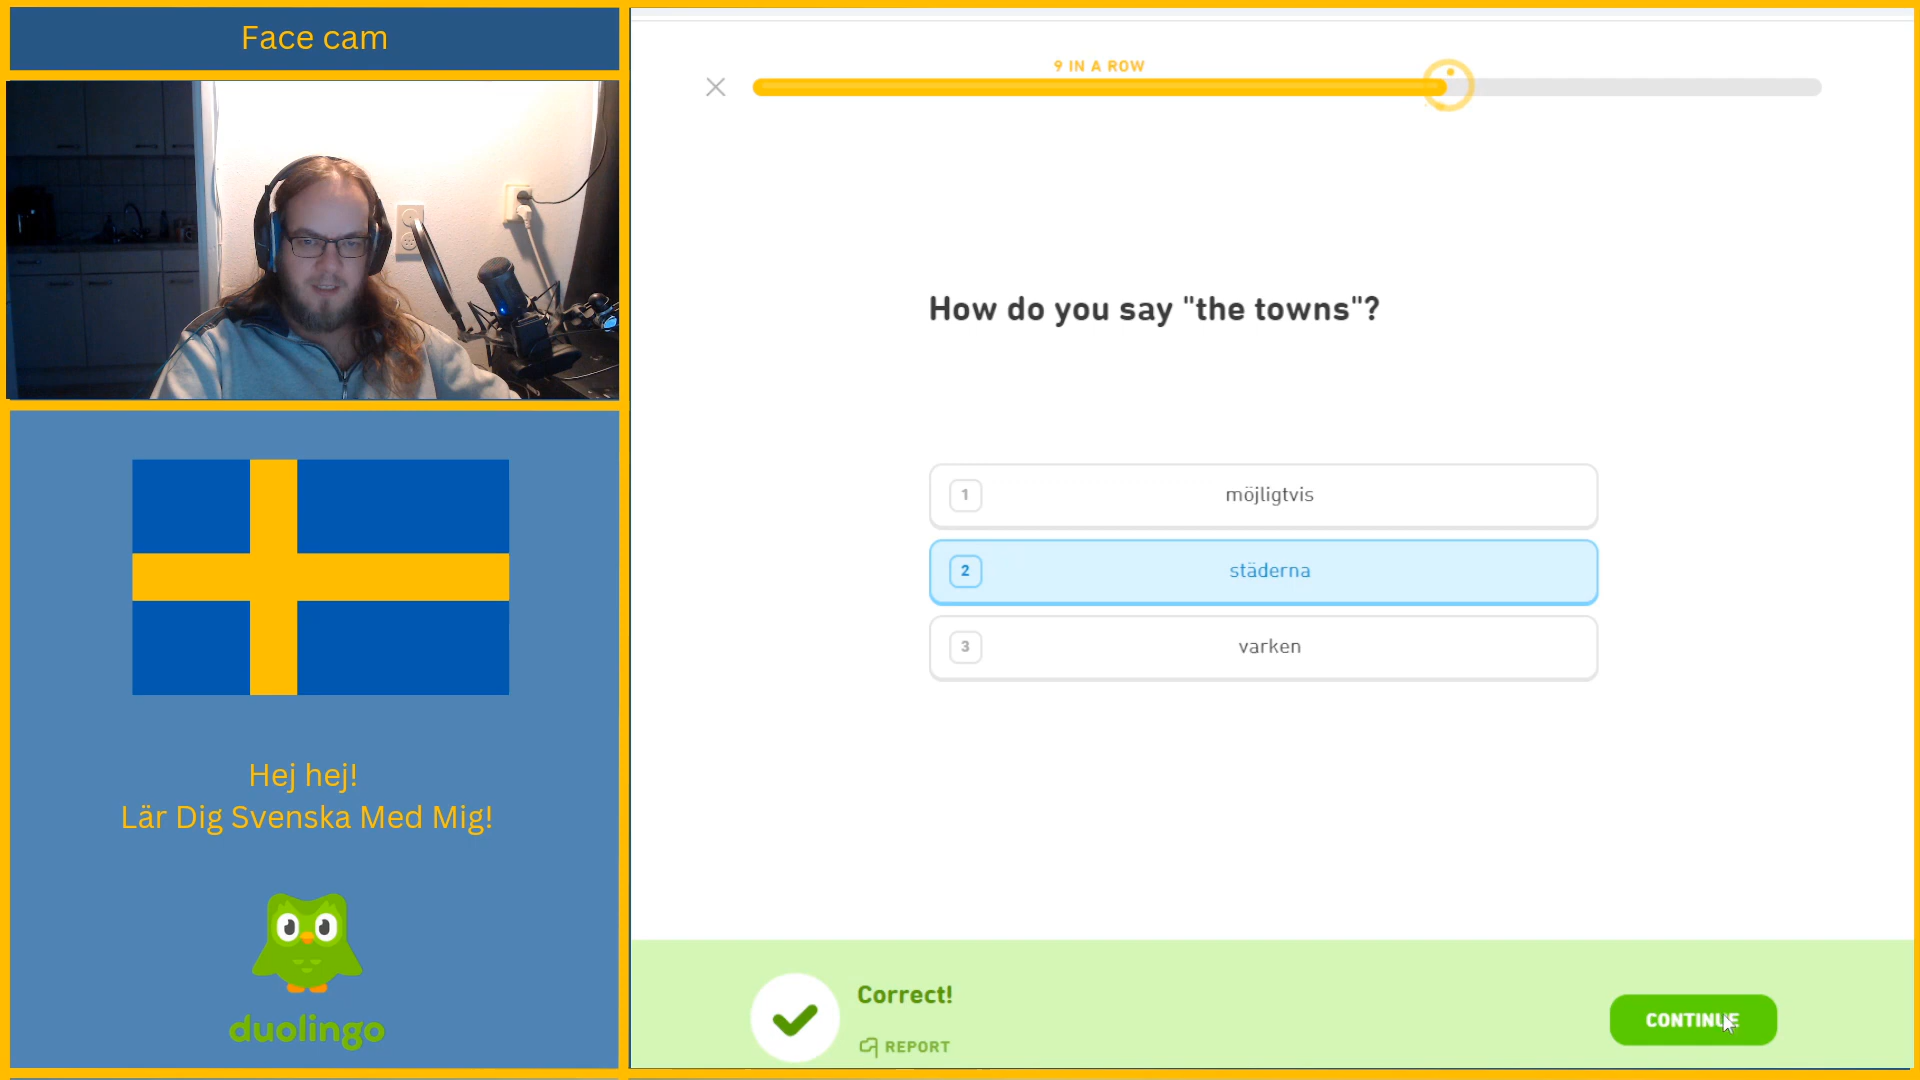 Face cam
Hej hej!
Lär Dig Svenska Med Mig!
duolingo
9 IN A ROW
How do you say "the towns"?
1 möjligtvis
2 städerna
3 varken
Correct!
REPORT
CONTINUE